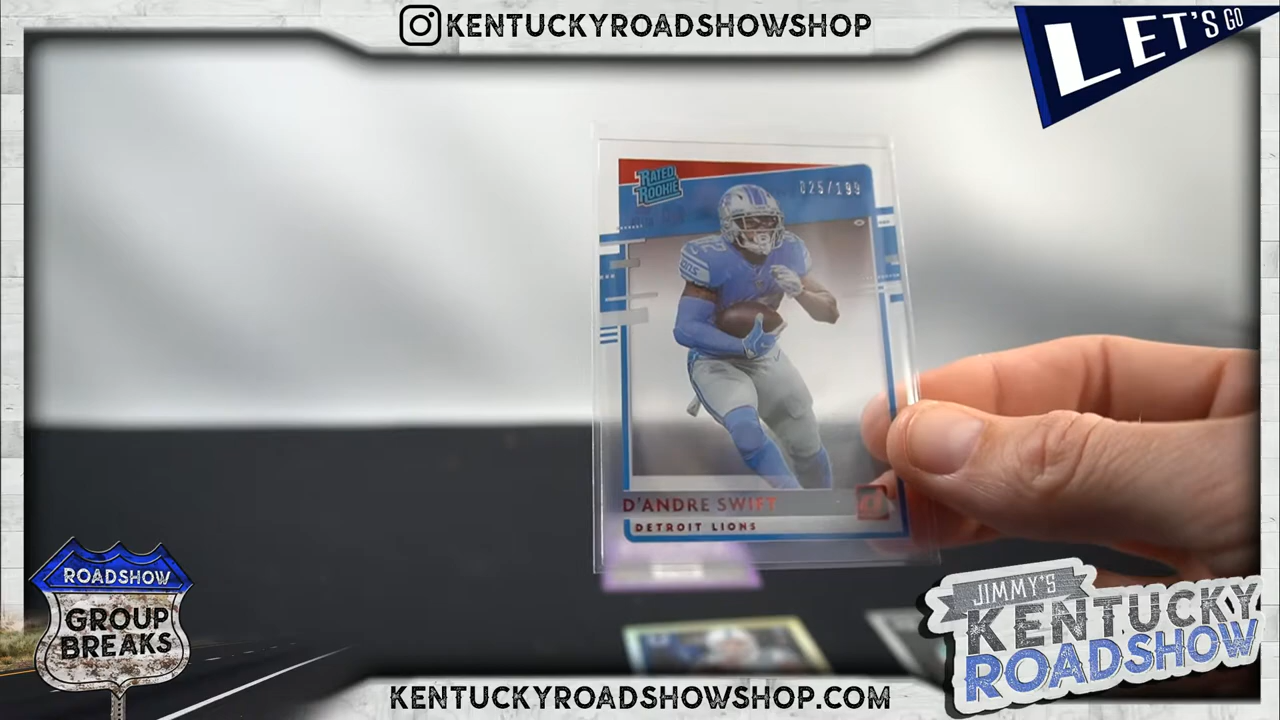 KENTUCKYROADSHOWSHOP
LET'S GO
RATED
ROOKIE
025/199
D'ANDRE SWIFT
DETROIT LIONS
ROADSHOW
GROUP
BREAKS
JIMMY'S
KENTUCKY
ROADSHOW
KENTUCKYROADSHOWSHOP.COM